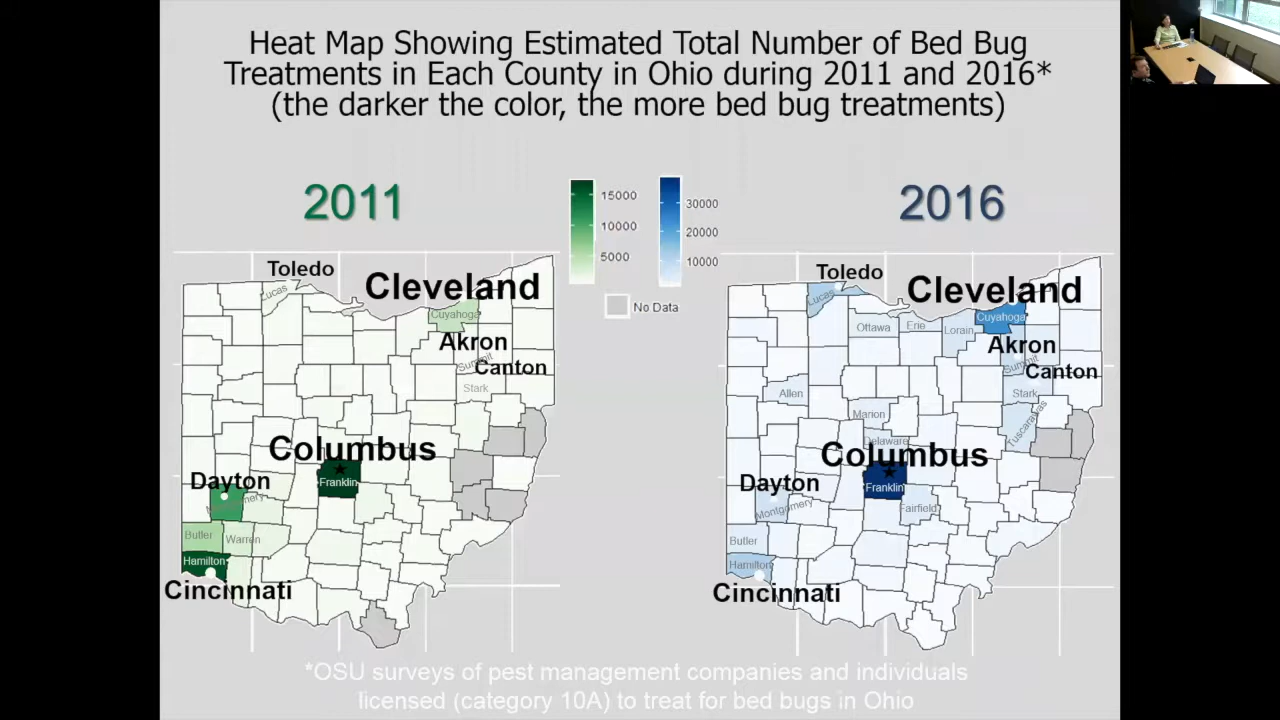 Heat Map Showing Estimated Total Number of Bed Bug
Treatments in Each County in Ohio during 2011 and 2016*
(the darker the color, the more bed bug treatments)
2011
15000
10000
5000
30000
20000
10000
No Data
2016
Toledo
Lucas
Cleveland
Cuyahoga
Akron
Summit
Canton
Stark
Columbus
Franklin
Dayton
Montgomery
Butler
Warren
Hamilton
Cincinnati
Toledo
Lucas
Cleveland
Cuyahoga
Ottawa
Erie
Lorain
Akron
Summit
Canton
Stark
Allen
Marion
Tuscarawas
Delaware
Columbus
Franklin
Dayton
Montgomery
Fairfield
Butler
Hamilton
Cincinnati
*OSU surveys of pest management companies and individuals
licensed (category 10A) to treat for bed bugs in Ohio